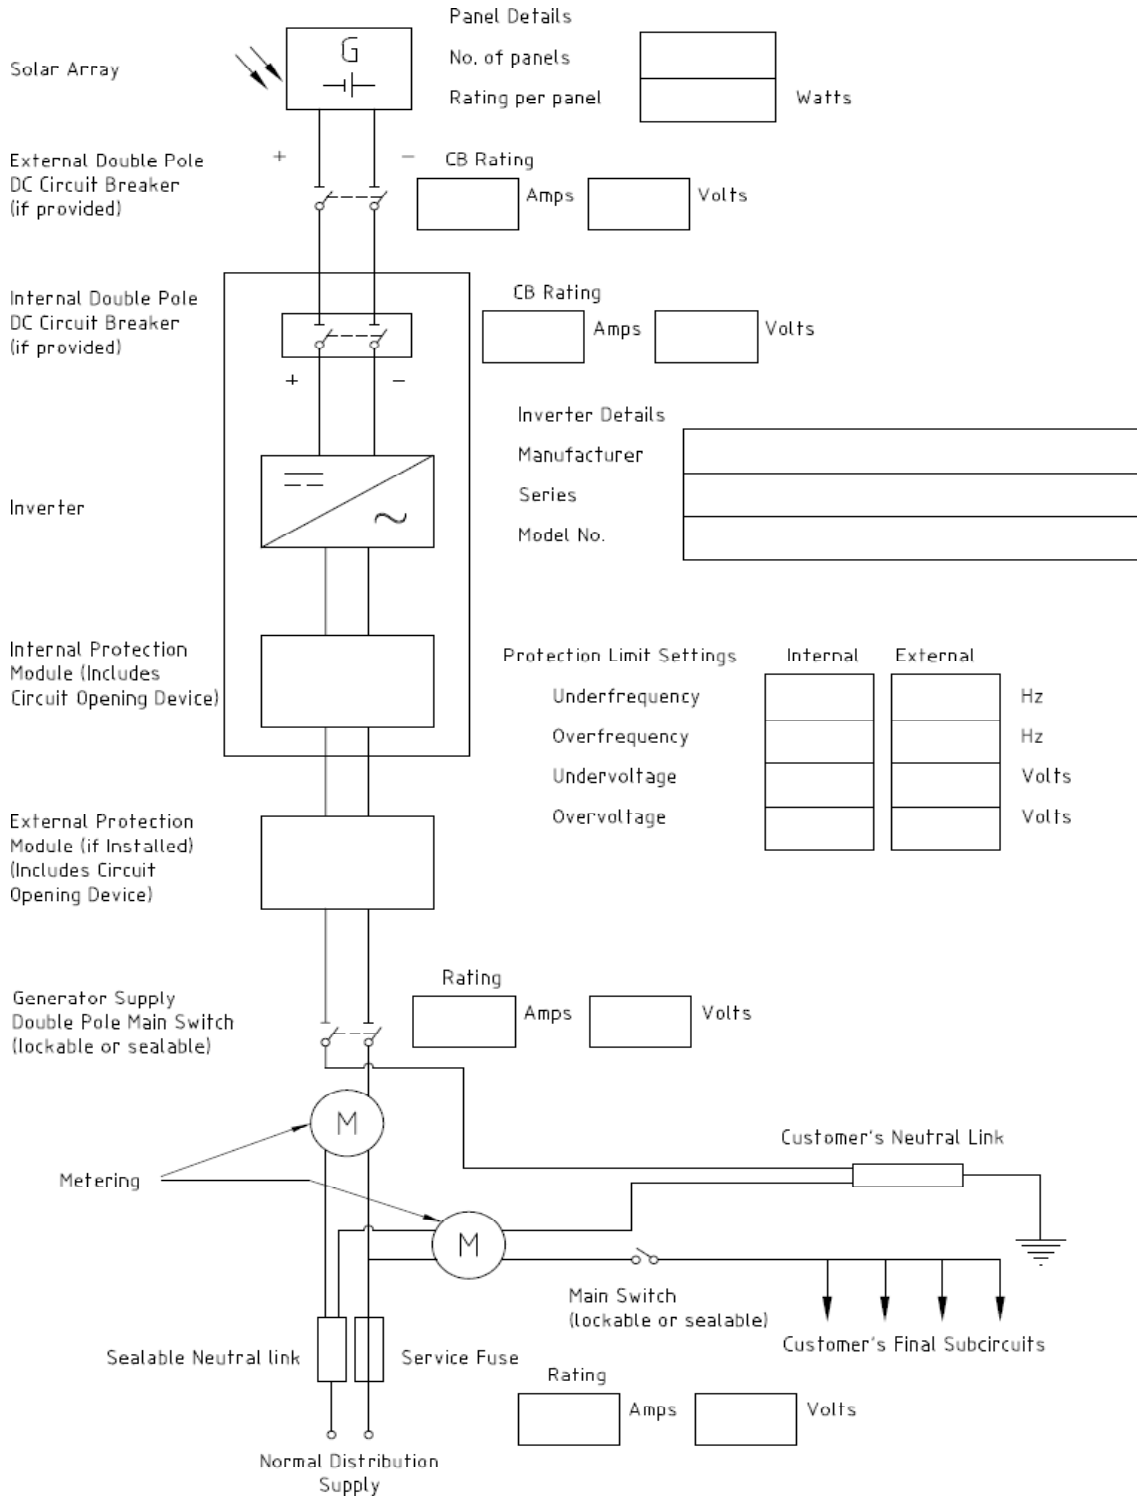 Panel Details
G
Solar Array
No. of panels
Rating per panel
Watts
External Double Pole
DC Circuit Breaker
(if provided)
+
−
CB Rating
Amps
Volts
Internal Double Pole
DC Circuit Breaker
(if provided)
CB Rating
Amps
Volts
+
−
Inverter Details
Manufacturer
Series
Model No.
Inverter
Internal Protection
Module (Includes
Circuit Opening Device)
Protection Limit Settings Internal External
Underfrequency Hz
Overfrequency Hz
Undervoltage Volts
Overvoltage Volts
External Protection
Module (if Installed)
(Includes Circuit
Opening Device)
Generator Supply
Double Pole Main Switch
(lockable or sealable)
Rating
Amps
Volts
M
Metering
Customer's Neutral Link
M
Main Switch
(lockable or sealable)
Customer's Final Subcircuits
Sealable Neutral link
Service Fuse
Rating
Amps
Volts
Normal Distribution
Supply